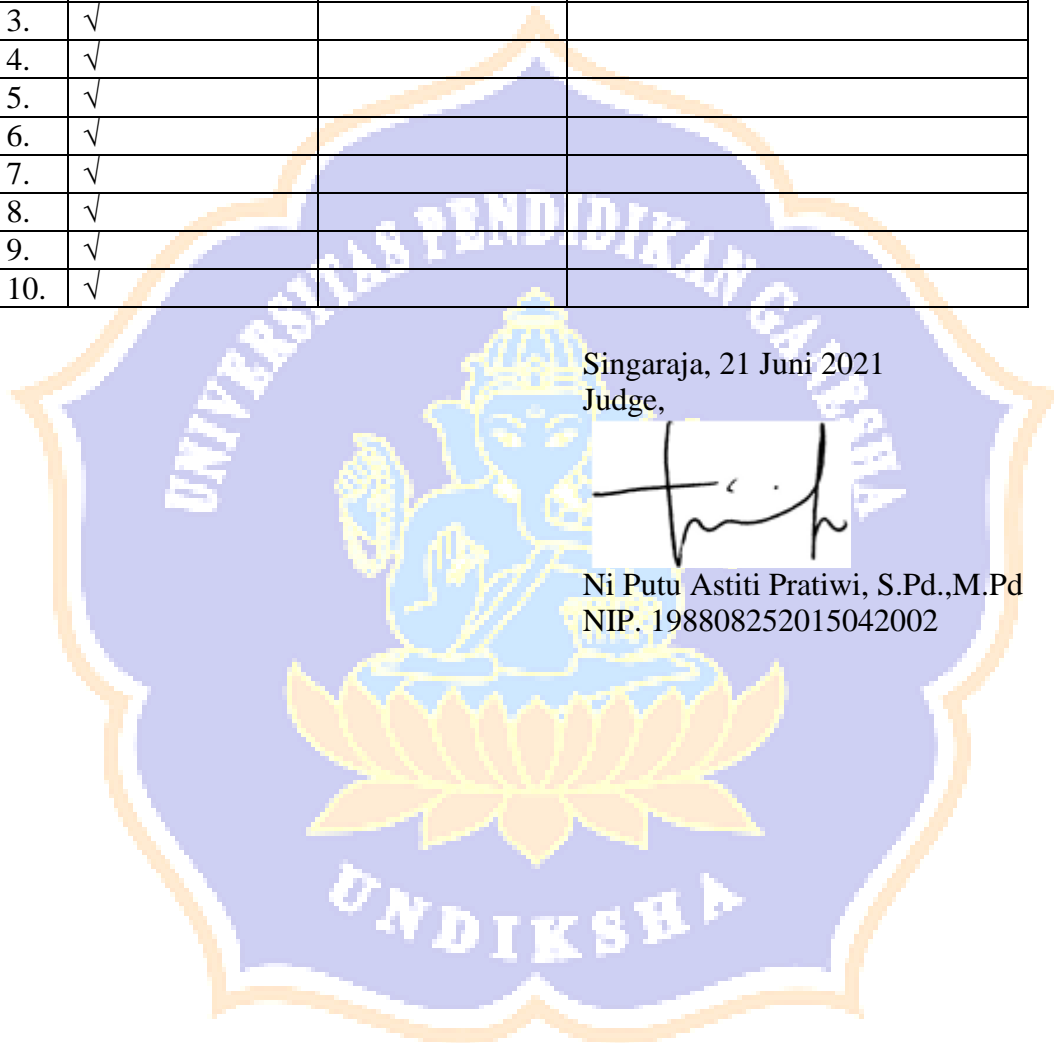 3. √
4. √
5. √
6. √
7. √
8. √
9. √
10. √
UNIVERSITAS PENDIDIKAN GANESHA
Singaraja, 21 Juni 2021
Judge,
Ni Putu Astiti Pratiwi, S.Pd.,M.Pd
NIP. 198808252015042002
UNDIKSHA